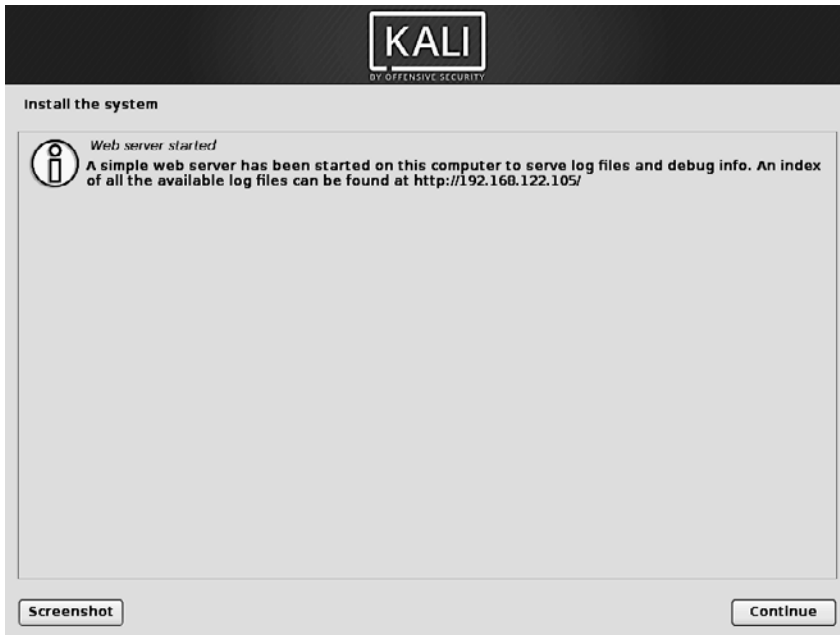 KALI
BY OFFENSIVE SECURITY
Install the system
Web server started
A simple web server has been started on this computer to serve log files and debug info. An index
of all the available log files can be found at http://192.168.122.105/
Screenshot
Continue